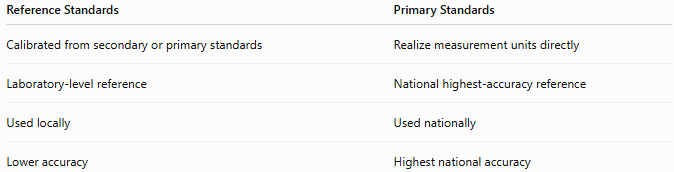 Reference Standards Primary Standards
Calibrated from secondary or primary standards Realize measurement units directly
Laboratory-level reference National highest-accuracy reference
Used locally Used nationally
Lower accuracy Highest national accuracy